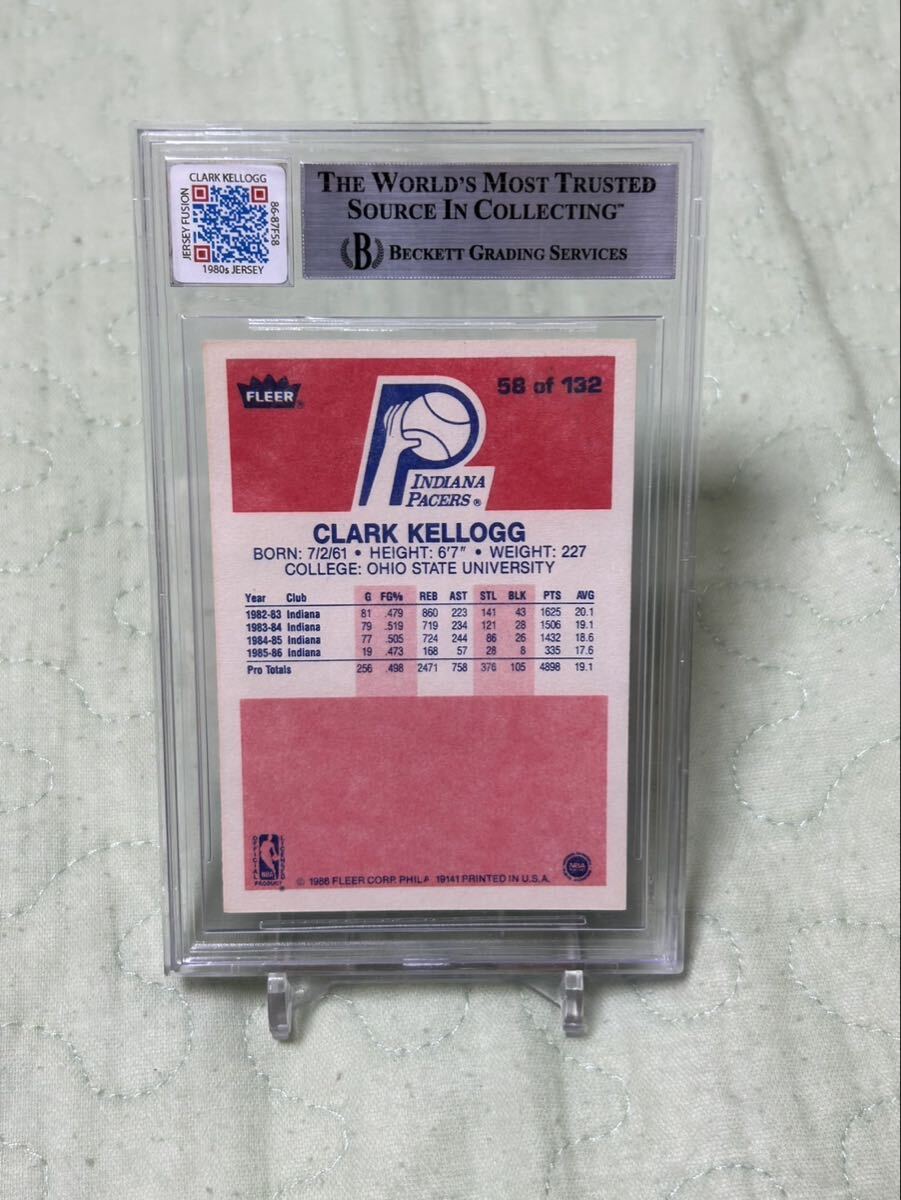 CLARK KELLOGG
JERSEY FUSION
86-87F58
1980s JERSEY
THE WORLD'S MOST TRUSTED
SOURCE IN COLLECTING™
B BECKETT GRADING SERVICES
FLEER®
58 of 132
INDIANA
PACERS®
CLARK KELLOGG
BORN: 7/2/61 • HEIGHT: 6'7" • WEIGHT: 227
COLLEGE: OHIO STATE UNIVERSITY
Year Club G FG% REB AST STL BLK PTS AVG
1982-83 Indiana 81 .479 860 223 141 43 1625 20.1
1983-84 Indiana 79 .519 719 234 121 28 1506 19.1
1984-85 Indiana 77 .505 724 244 86 26 1432 18.6
1985-86 Indiana 19 .473 168 57 28 8 335 17.6
Pro Totals 256 .498 2471 758 376 105 4898 19.1
OFFICIAL
LICENSED
NBA
PRODUCT
© 1986 FLEER CORP. PHILA 19141 PRINTED IN U.S.A.
NBA